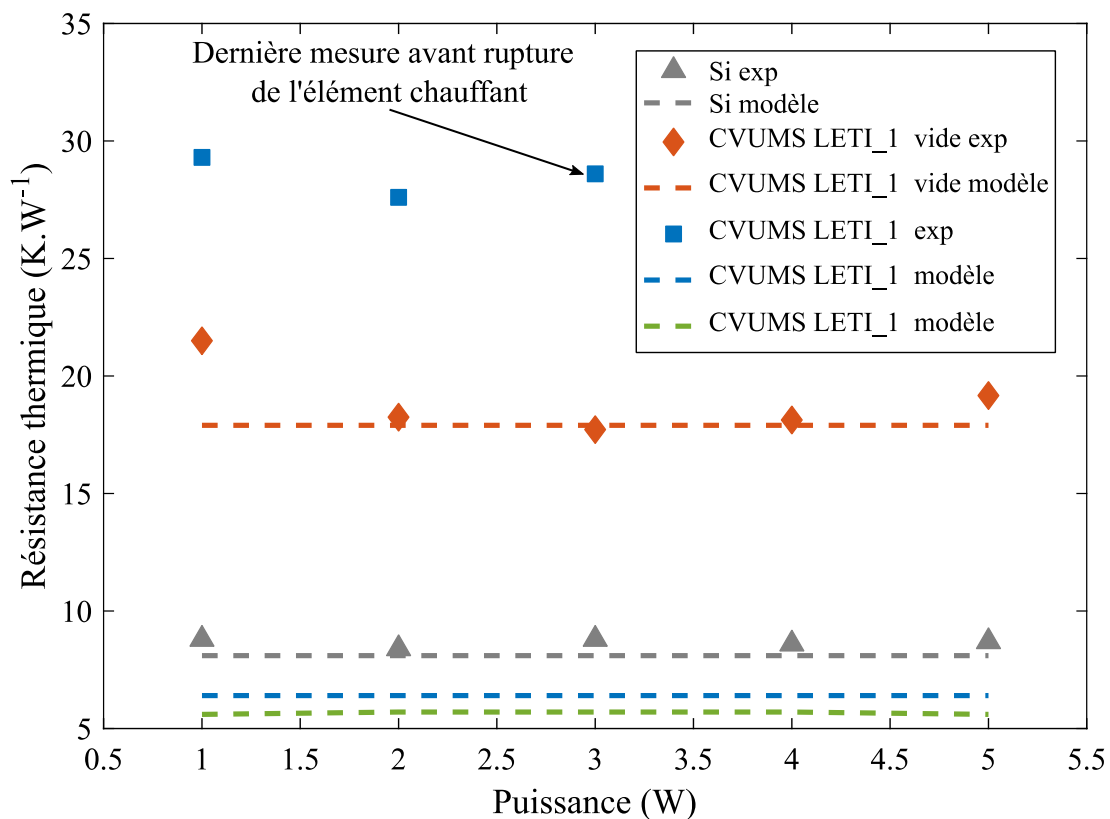 35
30
25
20
15
10
5
Résistance thermique (K.W-1)
Dernière mesure avant rupture
de l'élément chauffant
Si exp
Si modèle
CVUMS LETI_1 vide exp
CVUMS LETI_1 vide modèle
CVUMS LETI_1 exp
CVUMS LETI_1 modèle
CVUMS LETI_1 modèle
0.5 1 1.5 2 2.5 3 3.5 4 4.5 5 5.5
Puissance (W)